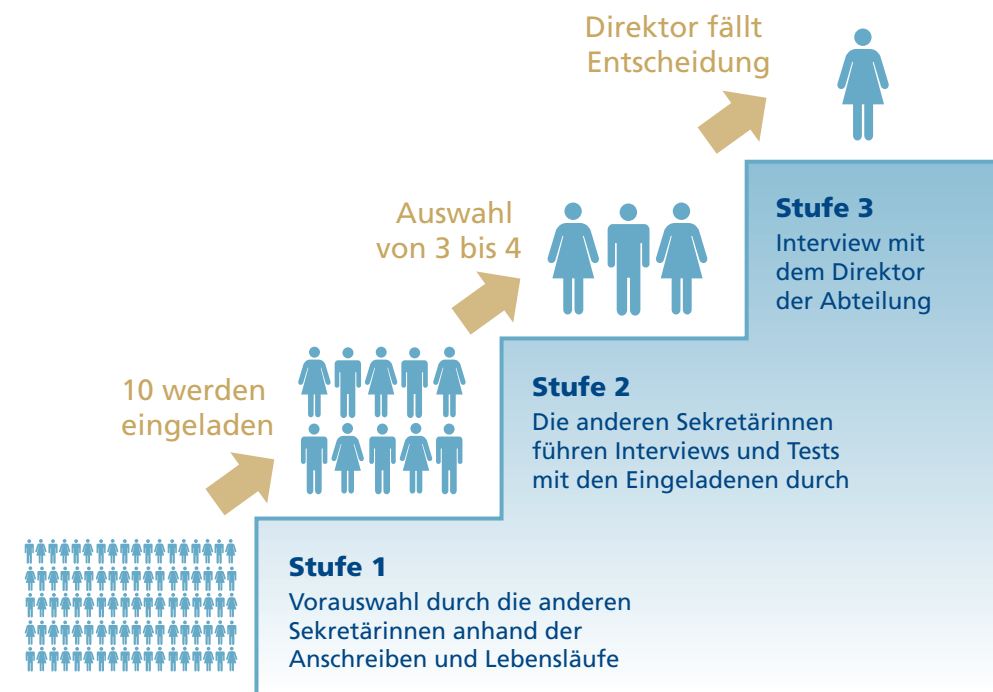 Direktor fällt
Entscheidung
Stufe 3
Interview mit
dem Direktor
der Abteilung
Auswahl
von 3 bis 4
Stufe 2
Die anderen Sekretärinnen
führen Interviews und Tests
mit den Eingeladenen durch
10 werden
eingeladen
Stufe 1
Vorauswahl durch die anderen
Sekretärinnen anhand der
Anschreiben und Lebensläufe